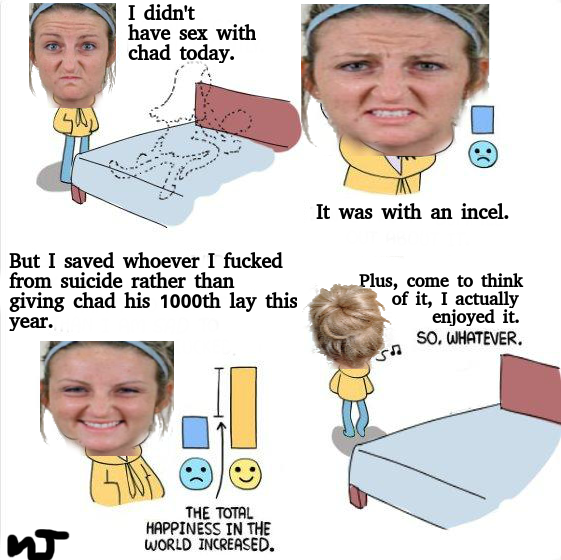 I didn't
have sex with
chad today.
It was with an incel.
But I saved whoever I fucked
from suicide rather than
giving chad his 1000th lay this
year.
THE TOTAL
HAPPINESS IN THE
WORLD INCREASED.
Plus, come to think
of it, I actually
enjoyed it.
SO, WHATEVER.
NJ